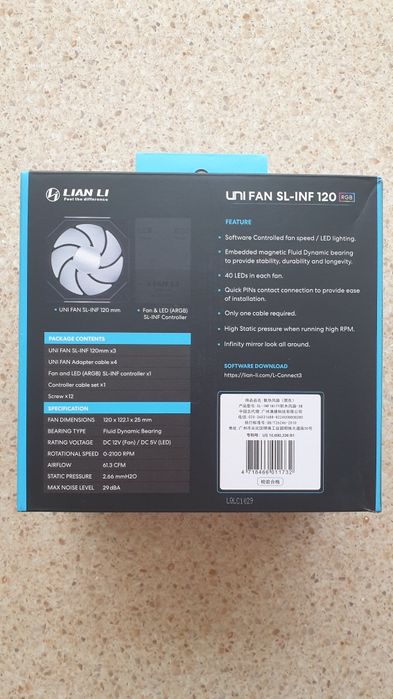 LIAN LI
Feel the difference
UNI FAN SL-INF 120 RGB
• UNI FAN SL-INF 120 mm
• Fan & LED (ARGB)
SL-INF Controller
PACKAGE CONTENTS
UNI FAN SL-INF 120mm x3
UNI FAN Adapter cable x4
Fan and LED (ARGB) SL-INF controller x1
Controller cable set x1
Screw x12
SPECIFICATION
FAN DIMENSIONS 120 x 122.1 x 25 mm
BEARING TYPE Fluid Dynamic Bearing
RATING VOLTAGE DC 12V (Fan) / DC 5V (LED)
ROTATIONAL SPEED 0-2100 RPM
AIRFLOW 61.3 CFM
STATIC PRESSURE 2.66 mmH2O
MAX NOISE LEVEL 29 dBA
FEATURE
• Software Controlled fan speed / LED lighting.
• Embedded magnetic Fluid Dynamic bearing
to provide stability, durability and longevity.
• 40 LEDs in each fan.
• Quick PINs contact connection to provide ease
of installation.
• Only one cable required.
• High Static pressure when running high RPM.
• Infinity mirror look all around.
SOFTWARE DOWNLOAD
https://lian-li.com/L-Connect3
4 718466 011732
检验合格